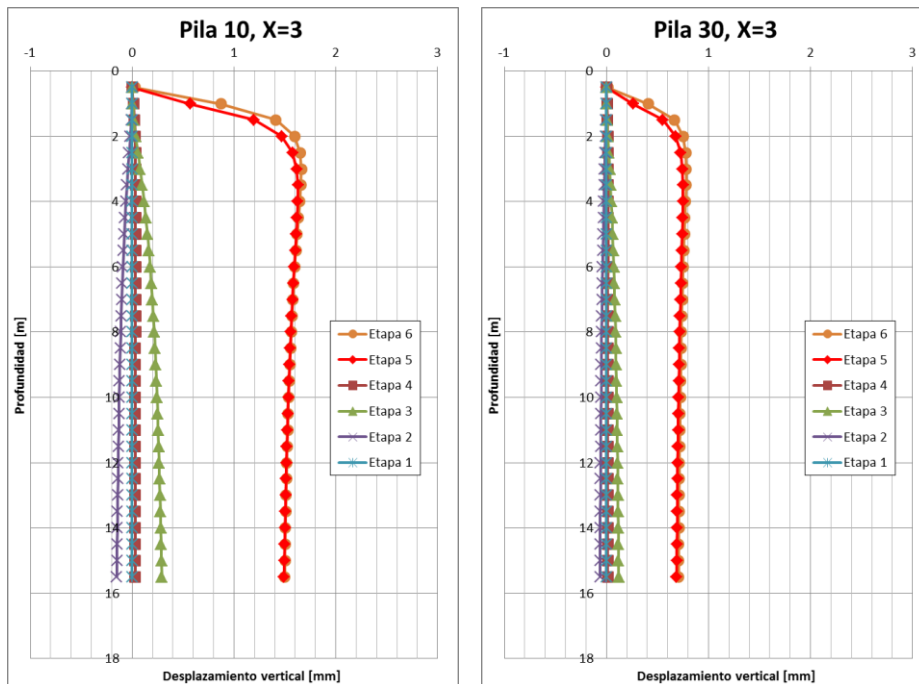 Pila 10, X=3
-1 0 1 2 3
0
2
4
6
8
10
12
14
16
18
Profundidad [m]
Etapa 6
Etapa 5
Etapa 4
Etapa 3
Etapa 2
Etapa 1
Desplazamiento vertical [mm]
Pila 30, X=3
-1 0 1 2 3
0
2
4
6
8
10
12
14
16
18
Profundidad [m]
Etapa 6
Etapa 5
Etapa 4
Etapa 3
Etapa 2
Etapa 1
Desplazamiento vertical [mm]